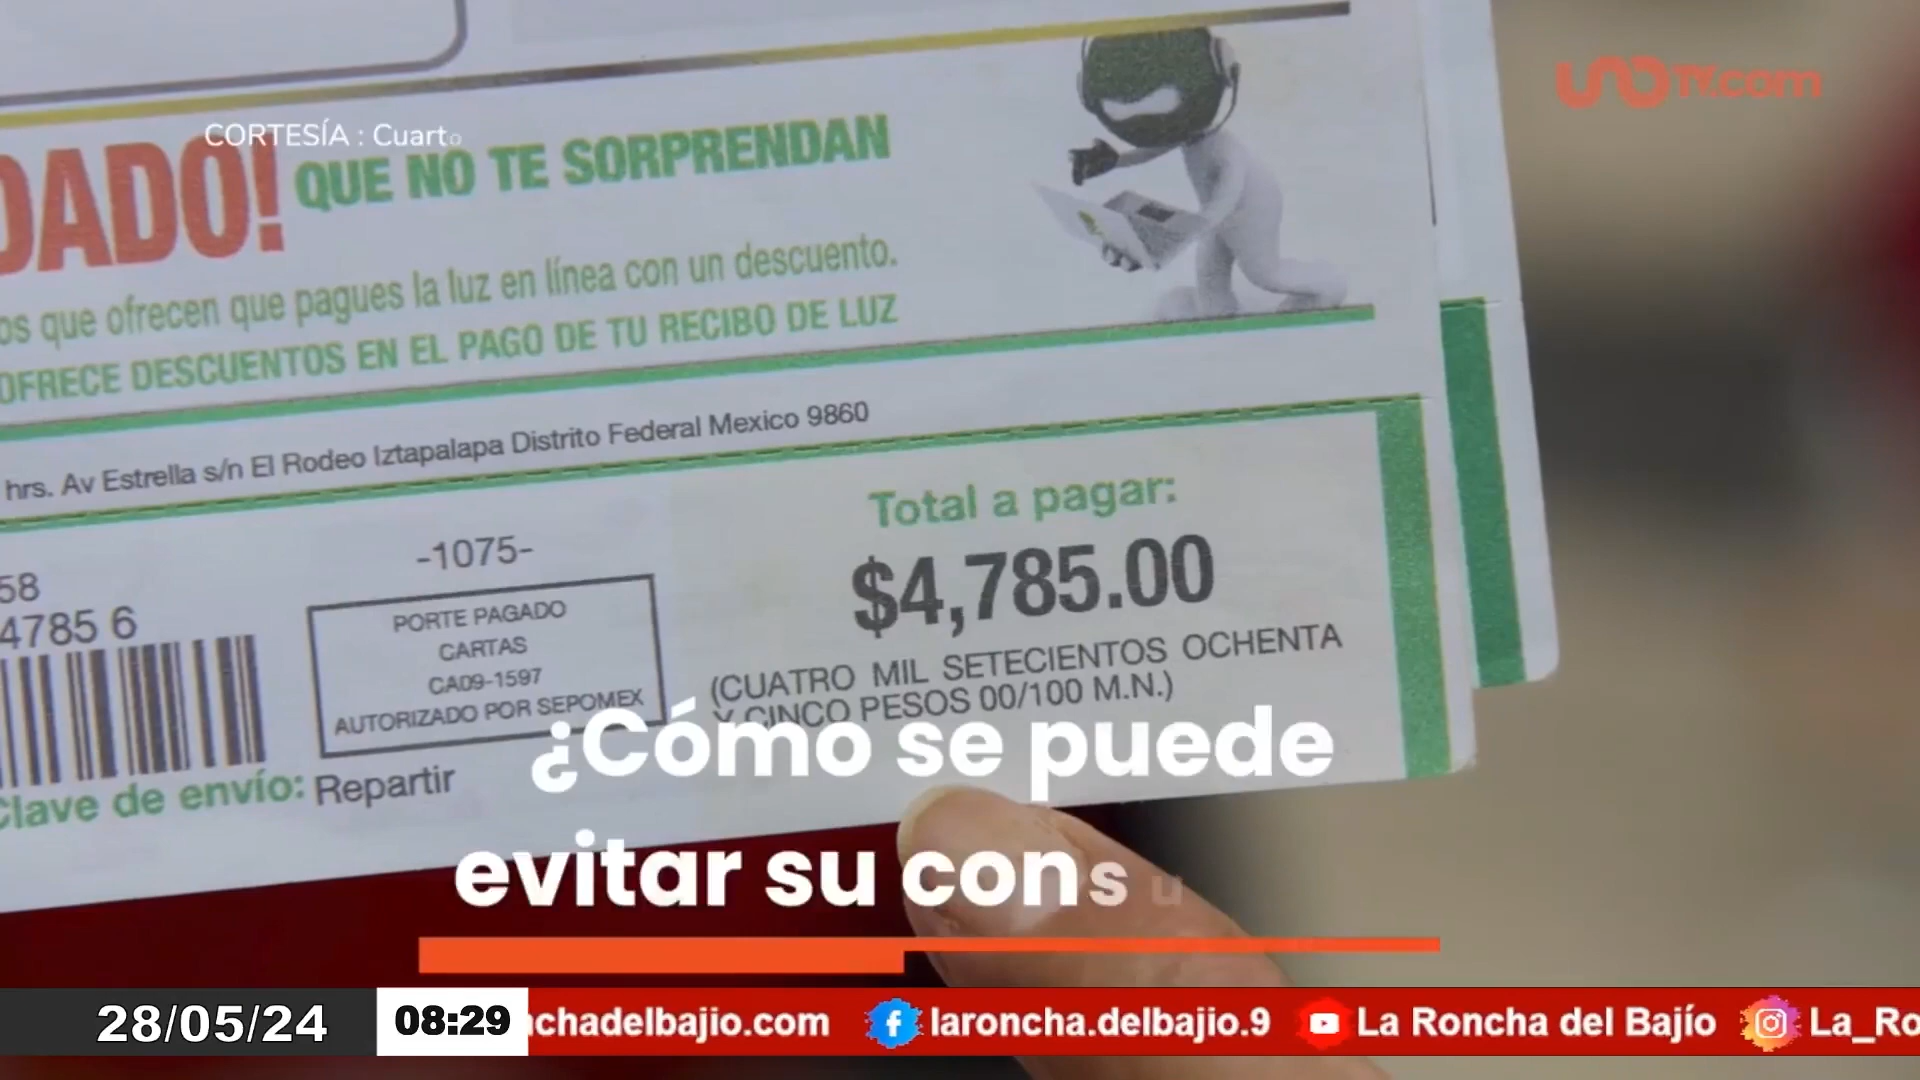 UNOTV.com
CORTESÍA : Cuarto
DADO! QUE NO TE SORPRENDAN
os que ofrecen que pagues la luz en línea con un descuento.
OFRECE DESCUENTOS EN EL PAGO DE TU RECIBO DE LUZ
hrs. Av Estrella s/n El Rodeo Iztapalapa Distrito Federal Mexico 9860
58
4785 6
-1075-
PORTE PAGADO
CARTAS
CA09-1597
AUTORIZADO POR SEPOMEX
Clave de envío: Repartir
Total a pagar:
$4,785.00
(CUATRO MIL SETECIENTOS OCHENTA
Y CINCO PESOS 00/100 M.N.)
¿Cómo se puede
evitar su consu
28/05/24 08:29 nchadelbajio.com laroncha.delbajio.9 La Roncha del Bajío La_Ro